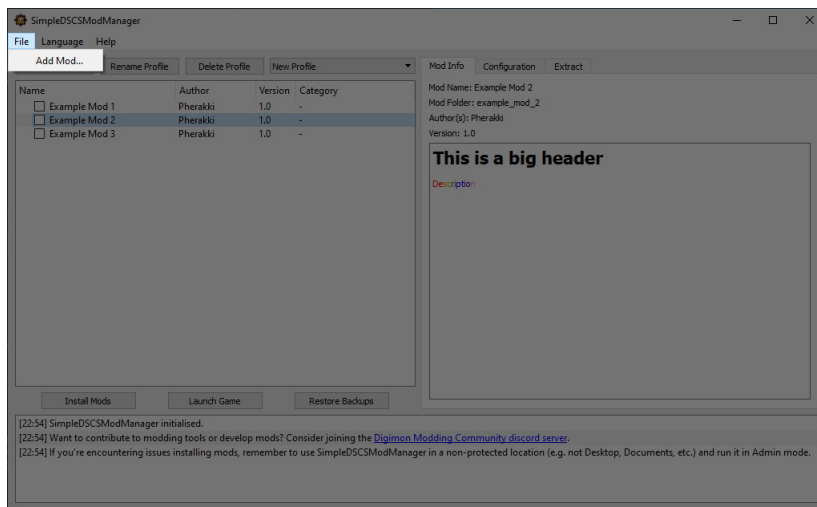 SimpleDSCSModManager
File Language Help
Add Mod...
Rename Profile Delete Profile New Profile
Mod Info Configuration Extract
Name Author Version Category
Example Mod 1 Pherakki 1.0 -
Example Mod 2 Pherakki 1.0 -
Example Mod 3 Pherakki 1.0 -
Mod Name: Example Mod 2
Mod Folder: example_mod_2
Author(s): Pherakki
Version: 1.0
This is a big header
Description
Install Mods Launch Game Restore Backups
[22:54] SimpleDSCSModManager initialised.
[22:54] Want to contribute to modding tools or develop mods? Consider joining the Digimon Modding Community discord server.
[22:54] If you're encountering issues installing mods, remember to use SimpleDSCSModManager in a non-protected location (e.g. not Desktop, Documents, etc.) and run it in Admin mode.